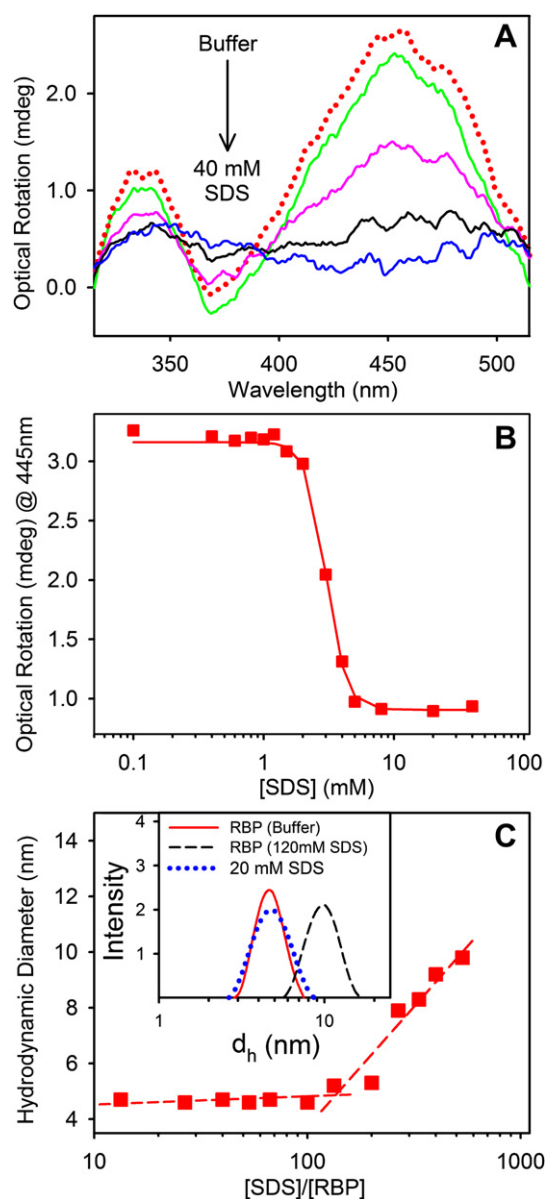 A
Buffer
40 mM
SDS
Optical Rotation (mdeg)
2.0
1.0
0.0
350
400
450
500
Wavelength (nm)
B
Optical Rotation (mdeg) @ 445nm
3.0
2.5
2.0
1.5
1.0
0.1
1
10
100
[SDS] (mM)
C
Hydrodynamic Diameter (nm)
14
12
10
8
6
4
Intensity
4
3
2
1
RBP (Buffer)
RBP (120mM SDS)
20 mM SDS
1
10
dₕ (nm)
10
100
1000
[SDS]/[RBP]